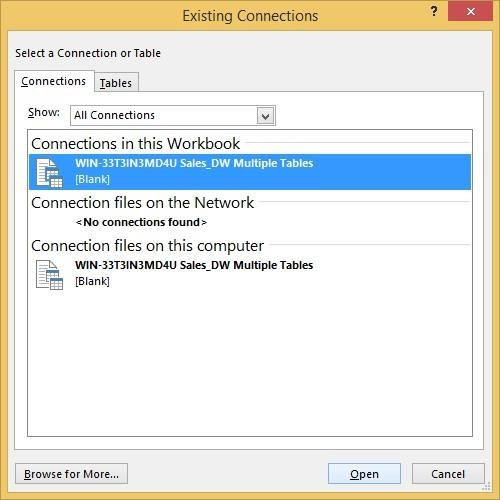 Existing Connections
Select a Connection or Table
Connections Tables
Show: All Connections
Connections in this Workbook
WIN-33T3IN3MD4U Sales_DW Multiple Tables
[Blank]
Connection files on the Network
<No connections found>
Connection files on this computer
WIN-33T3IN3MD4U Sales_DW Multiple Tables
[Blank]
Browse for More... Open Cancel